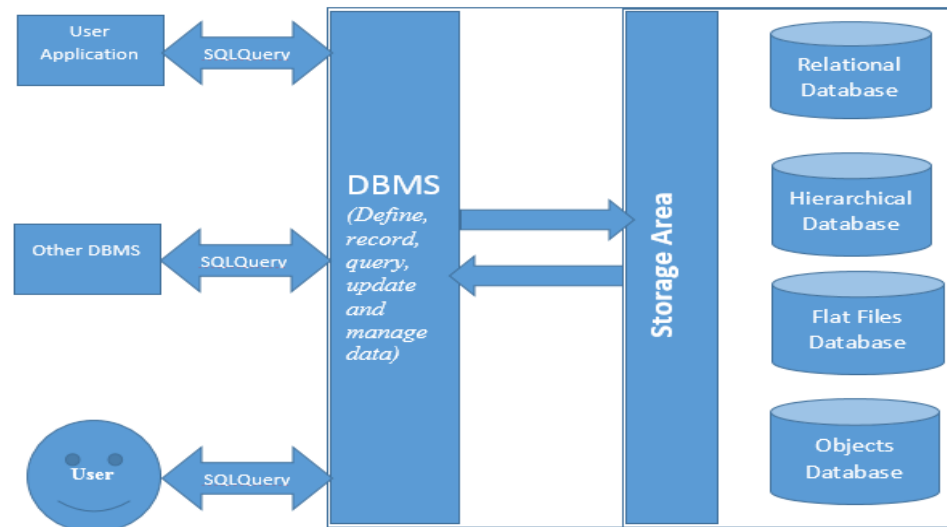 User
Application
SQLQuery
Other DBMS
SQLQuery
User
SQLQuery
DBMS
(Define,
record,
query,
update
and
manage
data)
Storage Area
Relational
Database
Hierarchical
Database
Flat Files
Database
Objects
Database